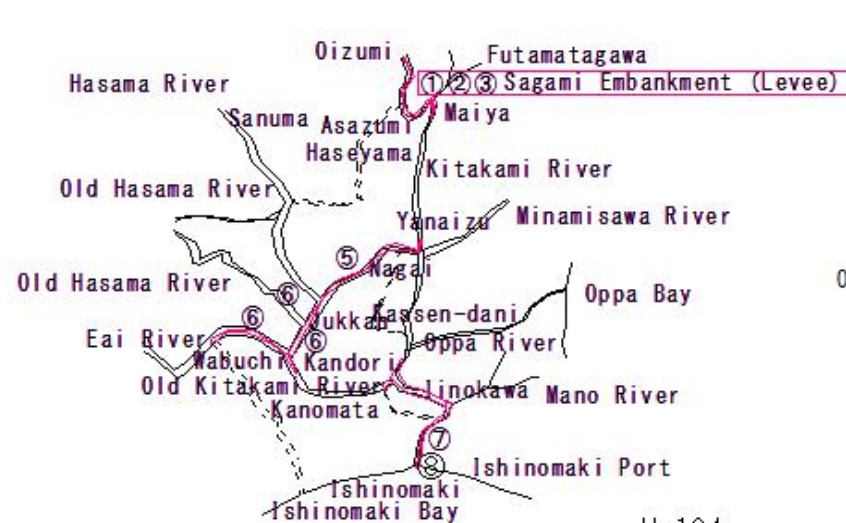 Oizumi
Futamatagawa
Hasama River
①②③ Sagami Embankment (Levee)
Sanuma
Asazumi
Maiya
Haseyama
Kitakami River
Old Hasama River
Yanaizu
Minamisawa River
⑤
Nagai
Old Hasama River
⑥
Oppa Bay
⑥
Jukkan
Kassen-dani
Eai River
⑥
Oppa River
Wabuchi
Kandori
Old Kitakami River
Iinokawa
Mano River
Kanomata
⑦
⑧
Ishinomaki Port
Ishinomaki
Ishinomaki Bay